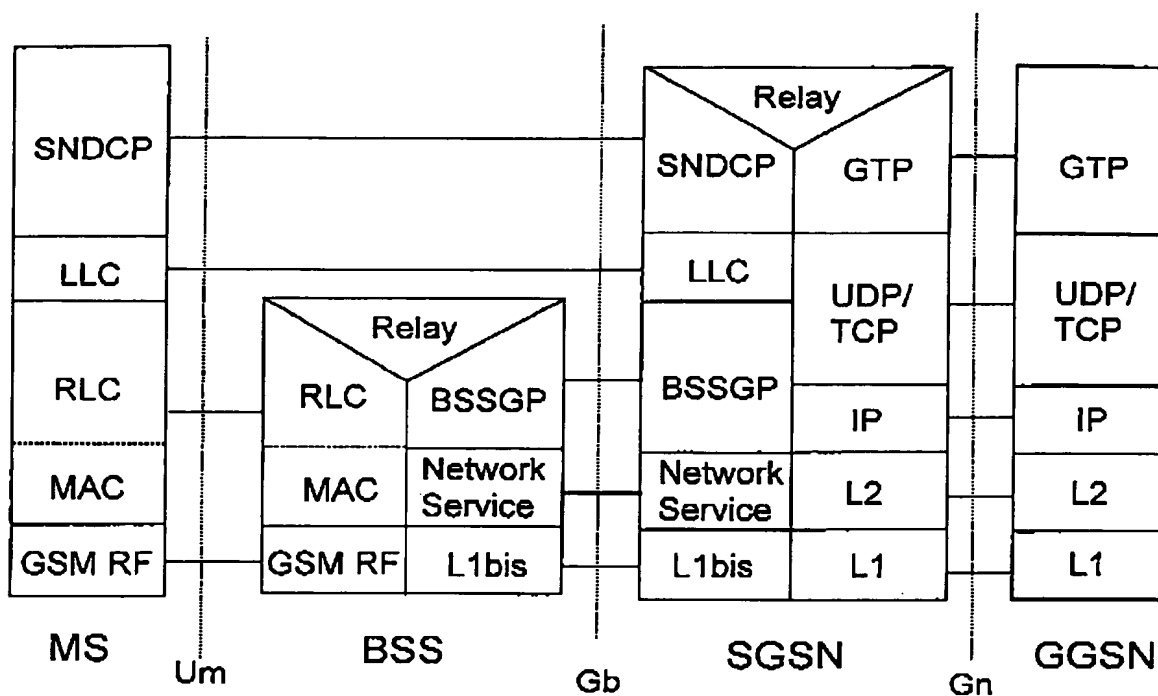 SNDCP
LLC
RLC
MAC
GSM RF
MS
Um
Relay
RLC
BSSGP
MAC
Network
Service
GSM RF
L1bis
BSS
Gb
Relay
SNDCP
GTP
LLC
UDP/
TCP
BSSGP
IP
Network
Service
L2
L1bis
L1
SGSN
Gn
GTP
UDP/
TCP
IP
L2
L1
GGSN